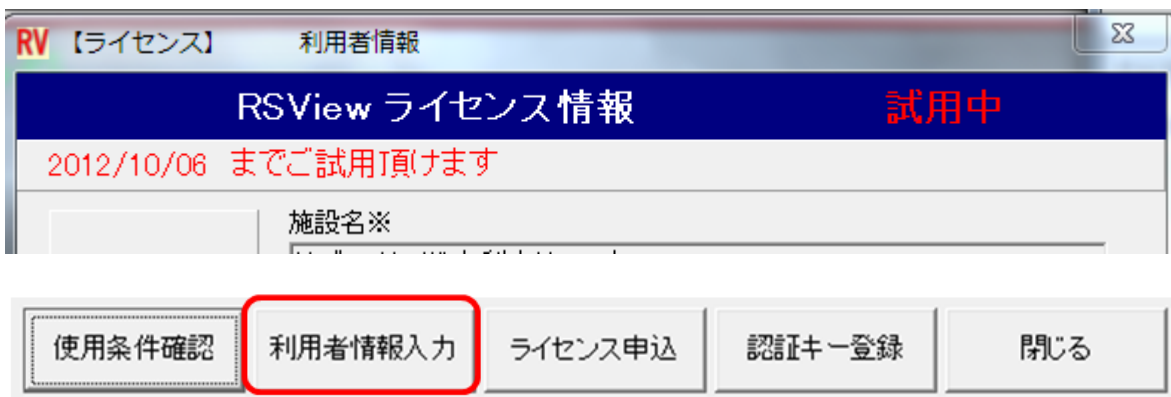 RV 【ライセンス】 利用者情報
RSView ライセンス情報 試用中
2012/10/06 までご試用頂けます
施設名※
使用条件確認 利用者情報入力 ライセンス申込 認証キー登録 閉じる